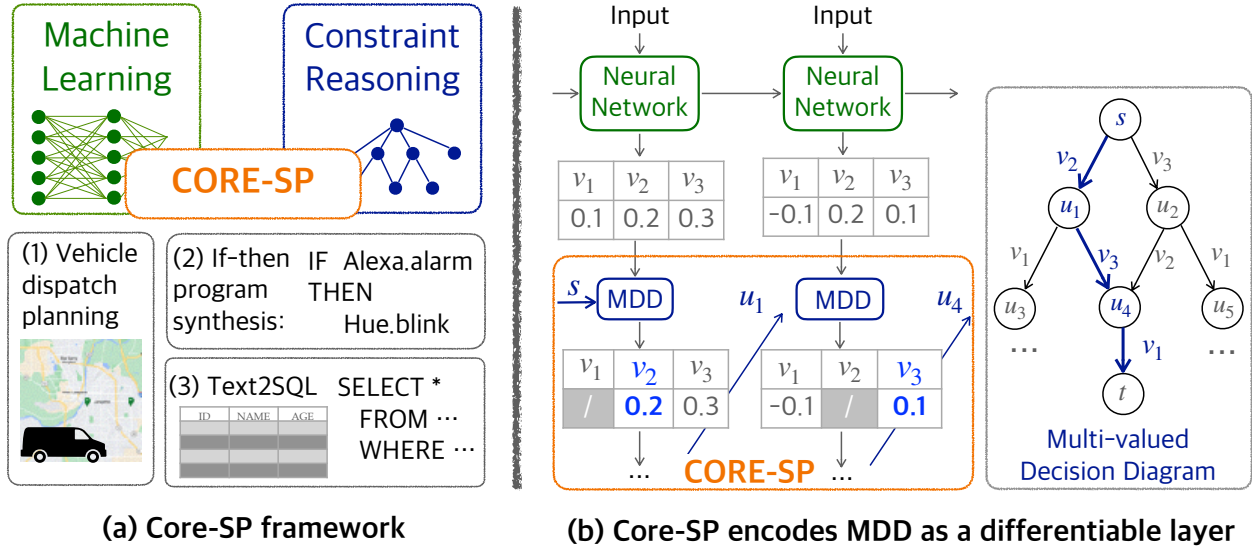 Machine
Learning
Constraint
Reasoning
CORE-SP
(1) Vehicle
dispatch
planning
(2) If-then
program
synthesis:
IF Alexa.alarm
THEN
Hue.blink
(3) Text2SQL
SELECT *
FROM ⋯
WHERE ⋯
ID NAME AGE
(a) Core-SP framework
Input Input
Neural
Network
Neural
Network
v1 v2 v3
0.1 0.2 0.3
v1 v2 v3
-0.1 0.2 0.1
s MDD u1 MDD u4
v1 v2 v3
/ 0.2 0.3
v1 v2 v3
-0.1 / 0.1
... CORE-SP ...
s
v2 v3
u1 u2
v1 v3 v2 v1
u3 u4 u5
... v1 ...
t
Multi-valued
Decision Diagram
(b) Core-SP encodes MDD as a differentiable layer